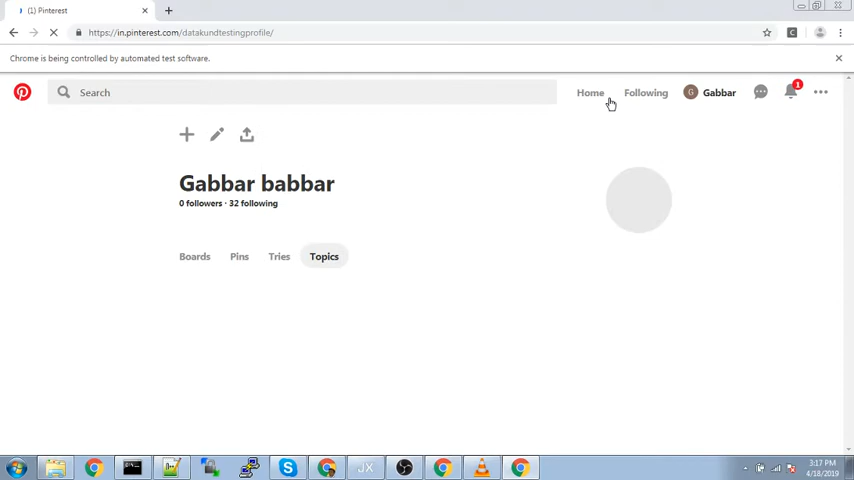 (1) Pinterest
https://in.pinterest.com/datakundtestingprofile/
Chrome is being controlled by automated test software.
Search
Home
Following
G
Gabbar
1
Gabbar babbar
0 followers · 32 following
Boards
Pins
Tries
Topics
3:17 PM
4/18/2019